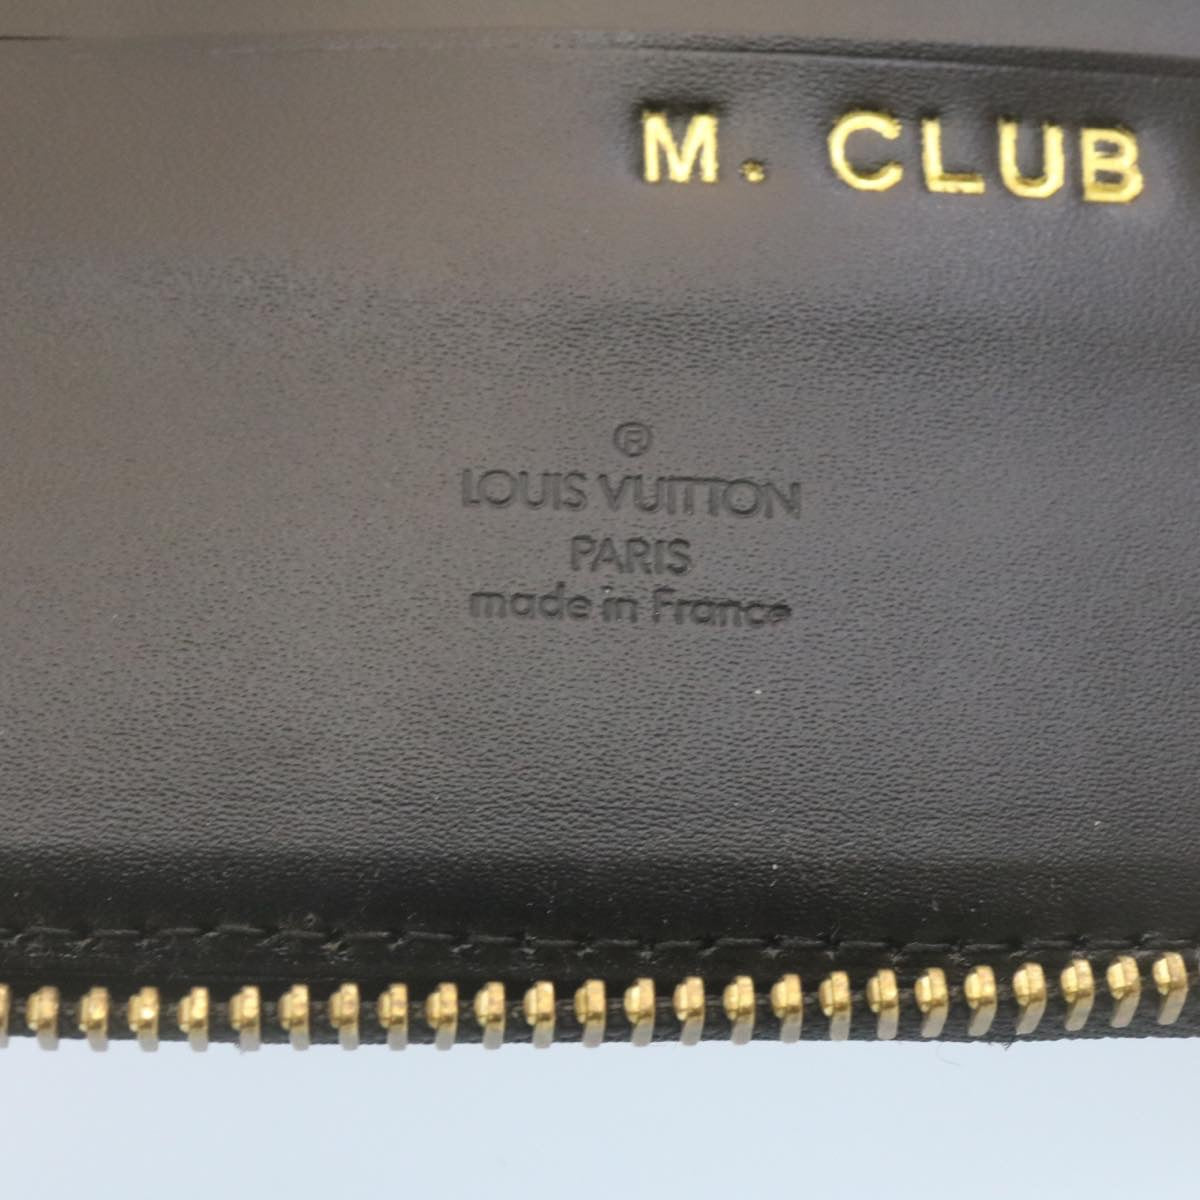 M. CLUB
®
LOUIS VUITTON
PARIS
made in France